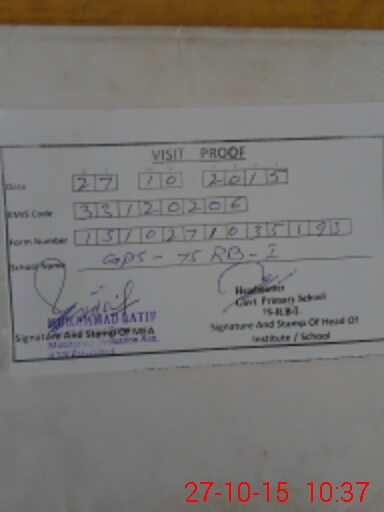 VISIT PROOF
Date 27 10 2015
EMIS Code 33120206
Form Number 1510271035193
School Name GPS - 75 RB - I
Headmaster
MUHAMMAD LATIF Govt. Primary School
Signature And Stamp Of MEA 75-R.B-I.
Signature And Stamp Of Head Of
Institute / School
27-10-15 10:37